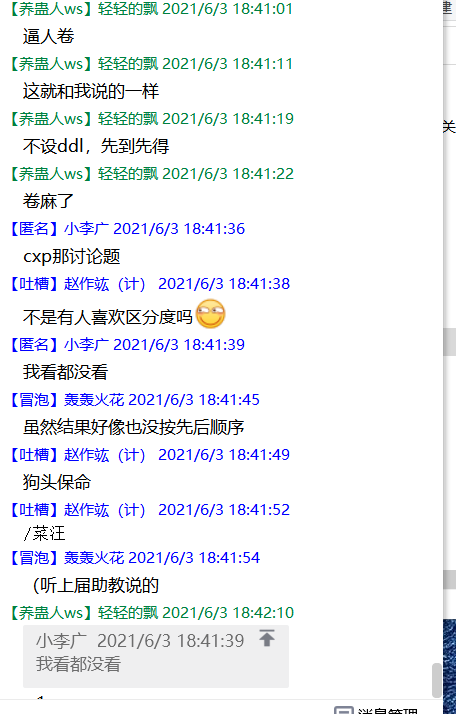 【养蛊人ws】轻轻的飘 2021/6/3 18:41:01
逼人卷
【养蛊人ws】轻轻的飘 2021/6/3 18:41:11
这就和我说的一样
【养蛊人ws】轻轻的飘 2021/6/3 18:41:19
不设ddl，先到先得
【养蛊人ws】轻轻的飘 2021/6/3 18:41:22
卷麻了
【匿名】小李广 2021/6/3 18:41:36
cxp那讨论题
【吐槽】赵作竑（计） 2021/6/3 18:41:38
不是有人喜欢区分度吗
【匿名】小李广 2021/6/3 18:41:39
我看都没看
【冒泡】轰轰火花 2021/6/3 18:41:45
虽然结果好像也没按先后顺序
【吐槽】赵作竑（计） 2021/6/3 18:41:49
狗头保命
【吐槽】赵作竑（计） 2021/6/3 18:41:52
/菜汪
【冒泡】轰轰火花 2021/6/3 18:41:54
（听上届助教说的
【养蛊人ws】轻轻的飘 2021/6/3 18:42:10
小李广 2021/6/3 18:41:39
我看都没看
消息管理
建
关